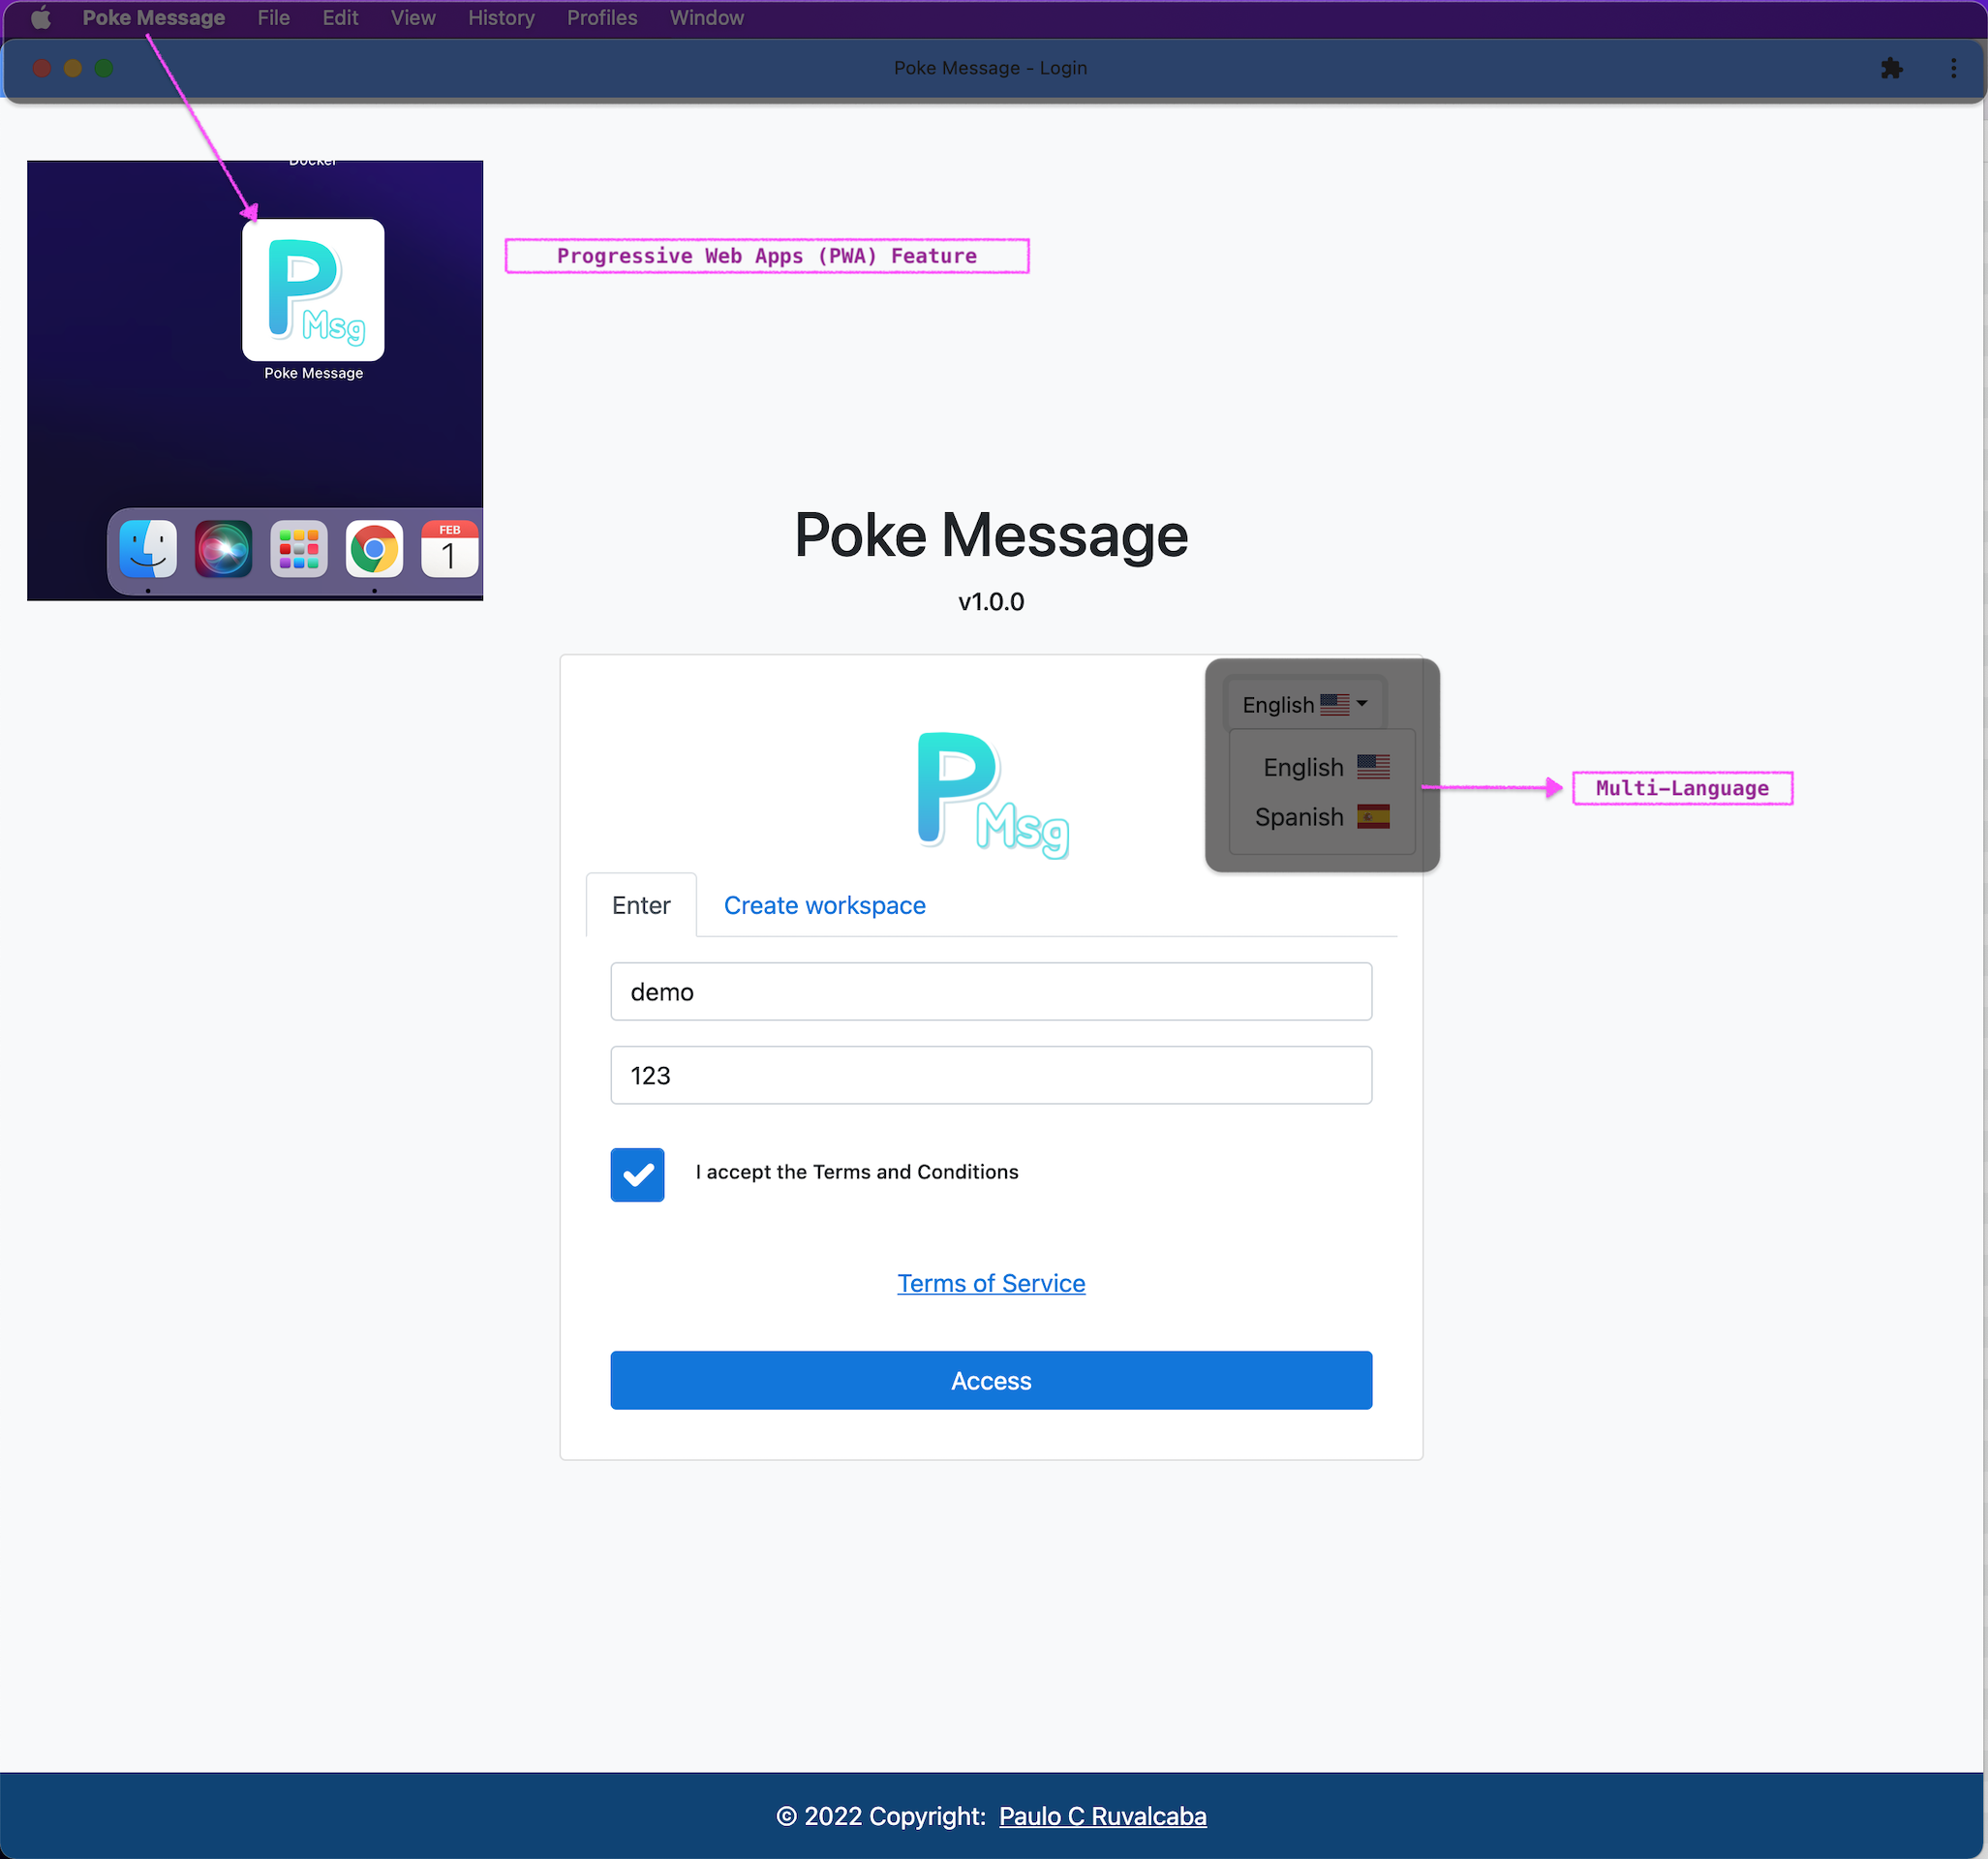 Poke Message File Edit View History Profiles Window
Poke Message - Login
Docker
P
Msg
Poke Message
Progressive Web Apps (PWA) Feature
FEB
1
Poke Message
v1.0.0
P
Msg
English
English
Spanish
Multi-Language
Enter Create workspace
demo
123
I accept the Terms and Conditions
Terms of Service
Access
© 2022 Copyright: Paulo C Ruvalcaba